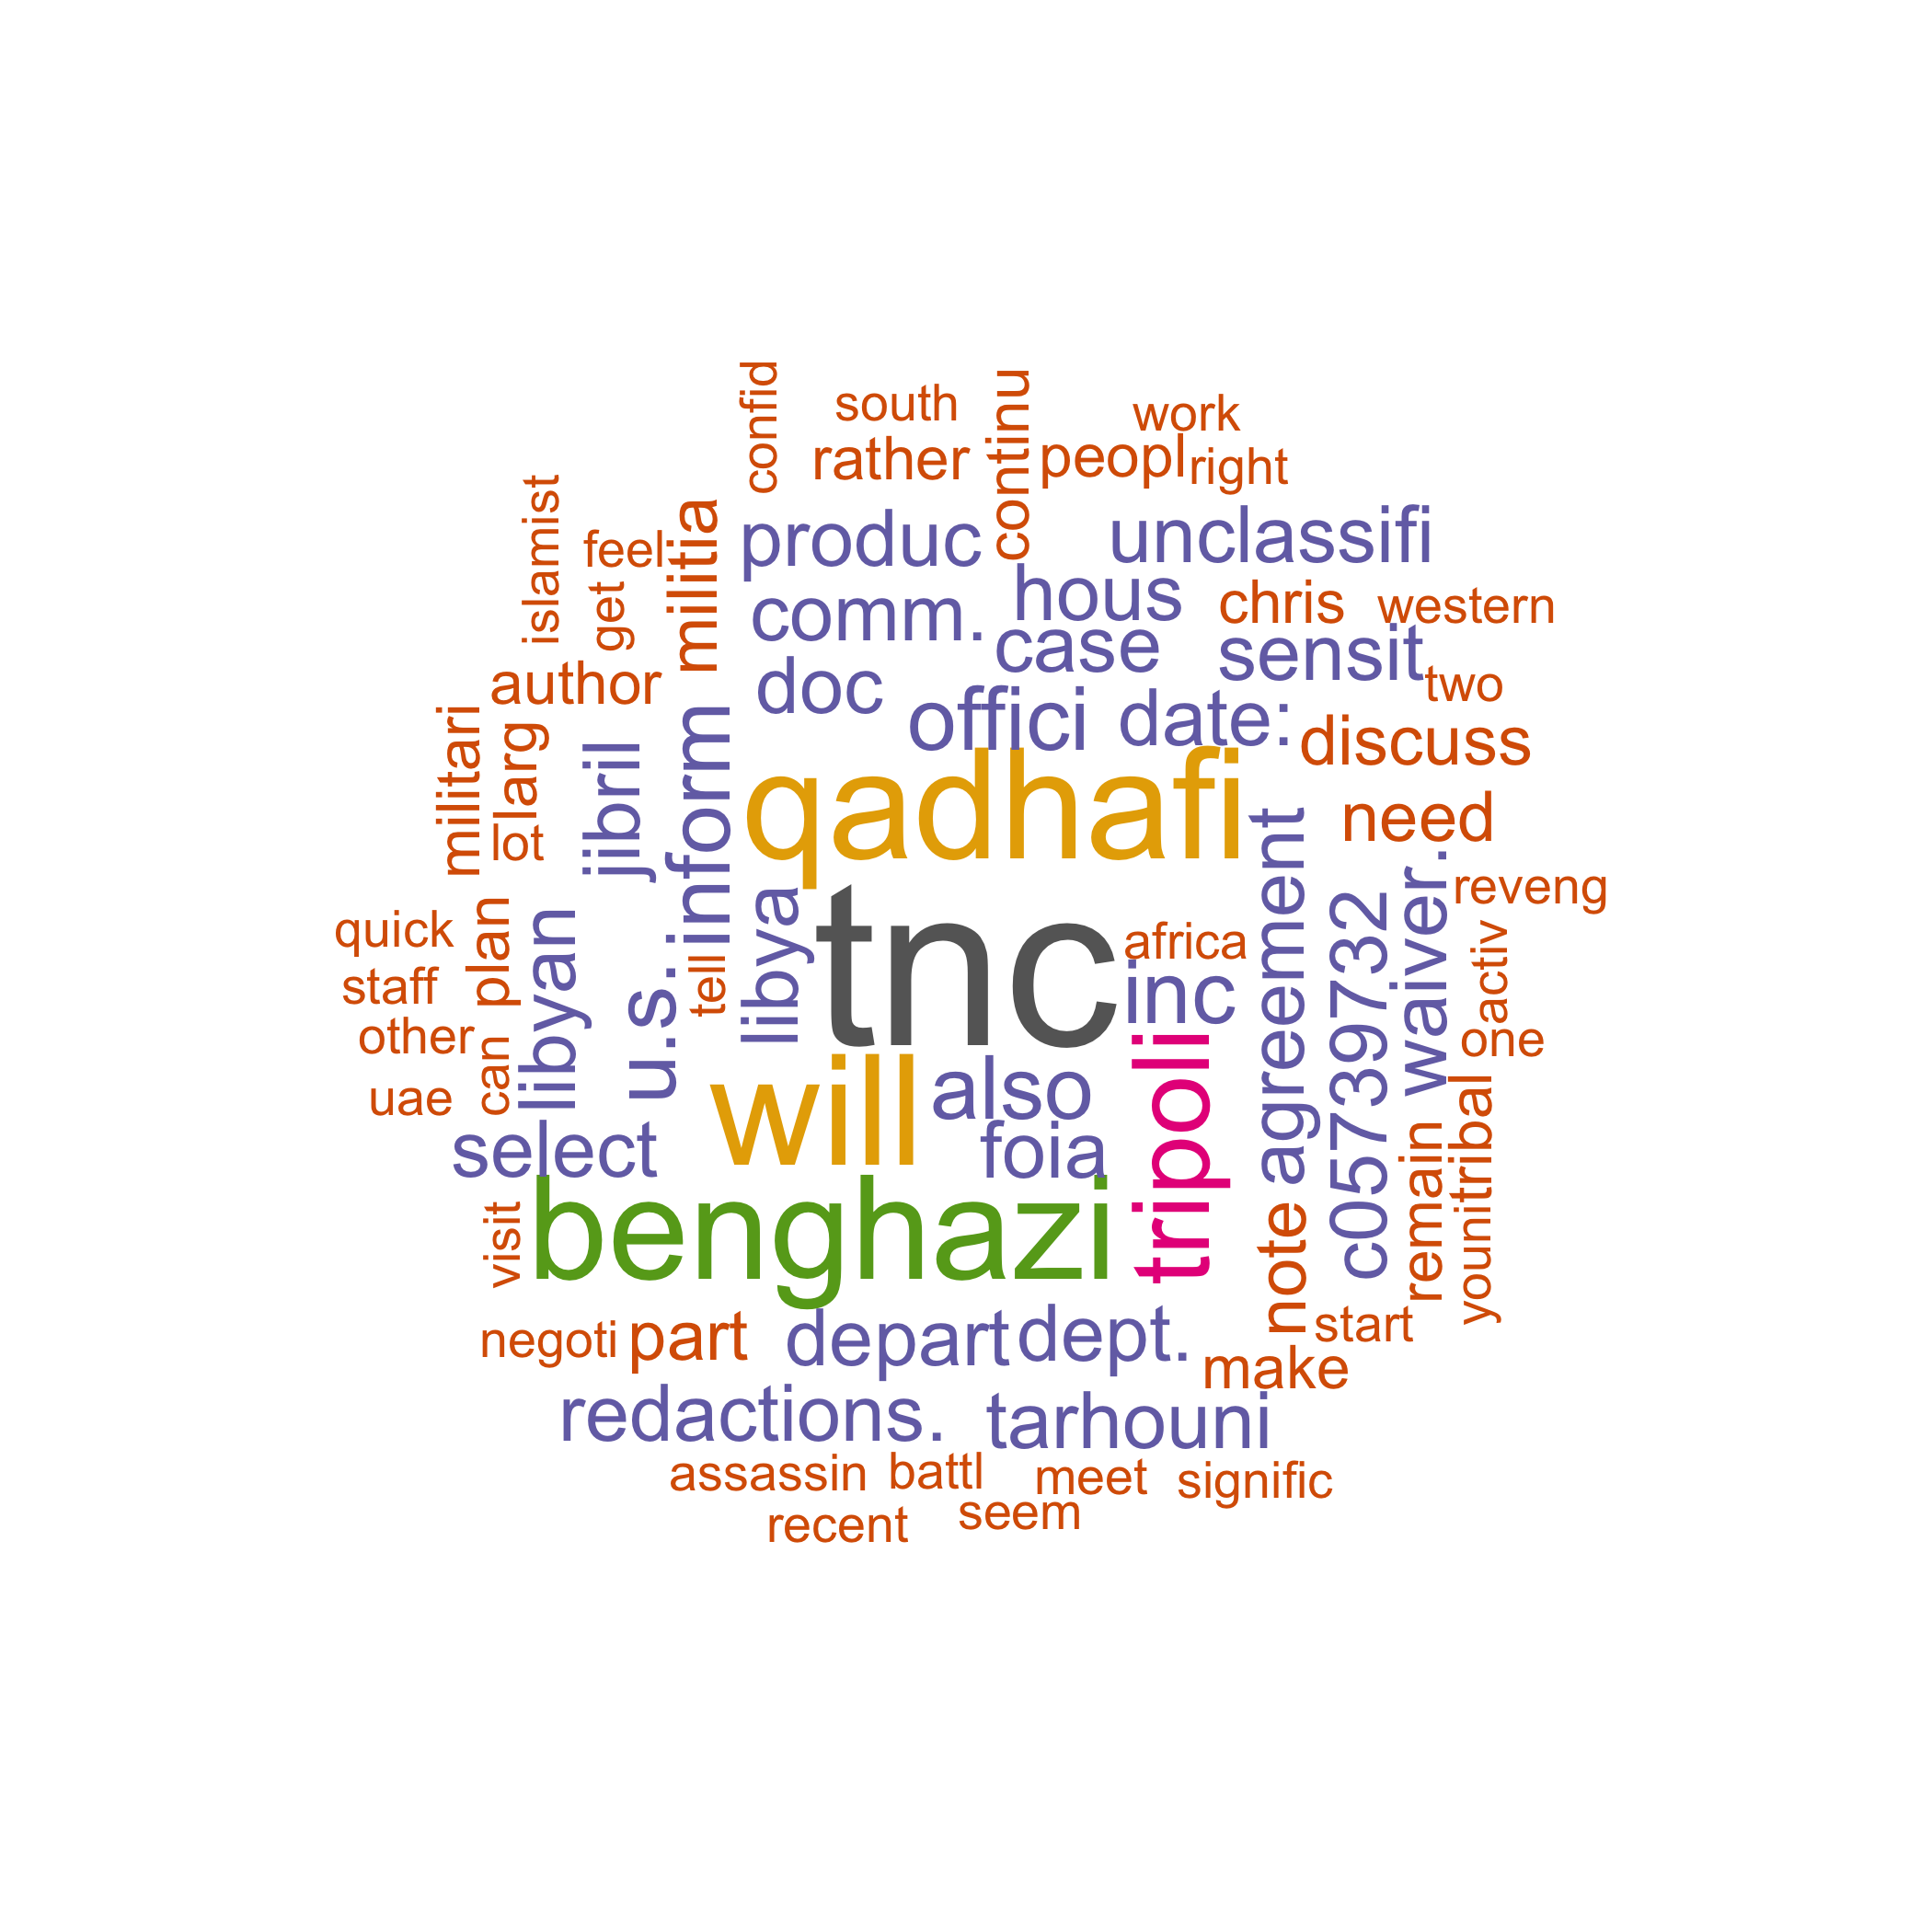 confid
south
continu
work
rather
peopl
right
islamist
feel
militia
produc
unclassifi
get
comm.
hous
chris
western
case
sensit
author
doc
two
offici
date:
discuss
militari
larg
jibril
inform
qadhafi
need
lot
agreement
waiver.
reveng
quick
plan
libyan
libya
tnc
africa
c05739732
activ
staff
u.s..
tell
inc
other
can
will
also
tripoli
one
uae
select
foia
remain
tribal
visit
benghazi
note
youni
negoti
part
depart
dept.
start
make
redactions.
tarhouni
assassin
battl
meet
signific
recent
seem